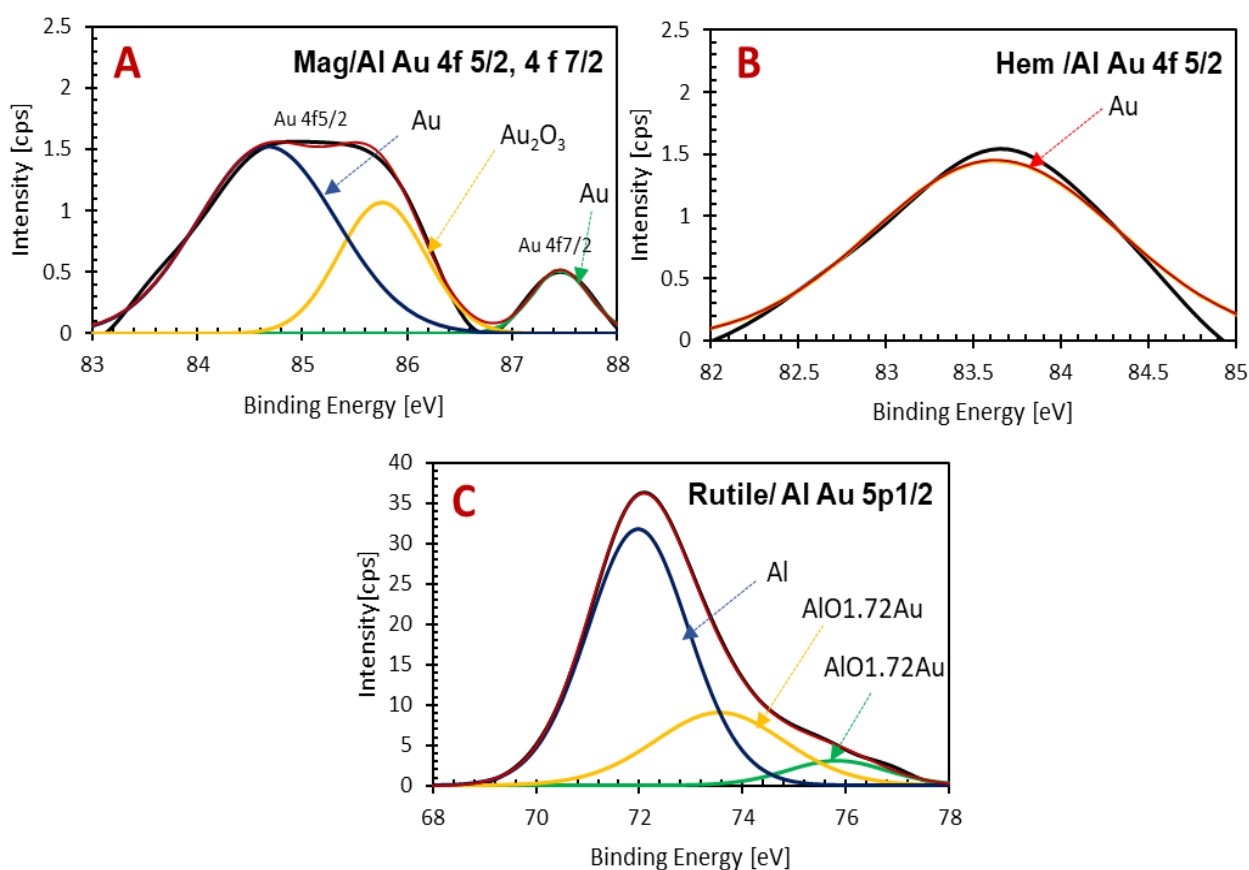 A
Mag/Al Au 4f 5/2, 4 f 7/2
Au 4f5/2
Au
Au₂O₃
Au
Au 4f7/2
Intensity [cps]
2.5
2
1.5
1
0.5
0
83 84 85 86 87 88
Binding Energy [eV]
B
Hem /Al Au 4f 5/2
Au
Intensity [cps]
2.5
2
1.5
1
0.5
0
82 82.5 83 83.5 84 84.5 85
Binding Energy [eV]
C
Rutile/ Al Au 5p1/2
Al
AlO1.72Au
AlO1.72Au
Intensity[cps]
40
35
30
25
20
15
10
5
0
68 70 72 74 76 78
Binding Energy [eV]